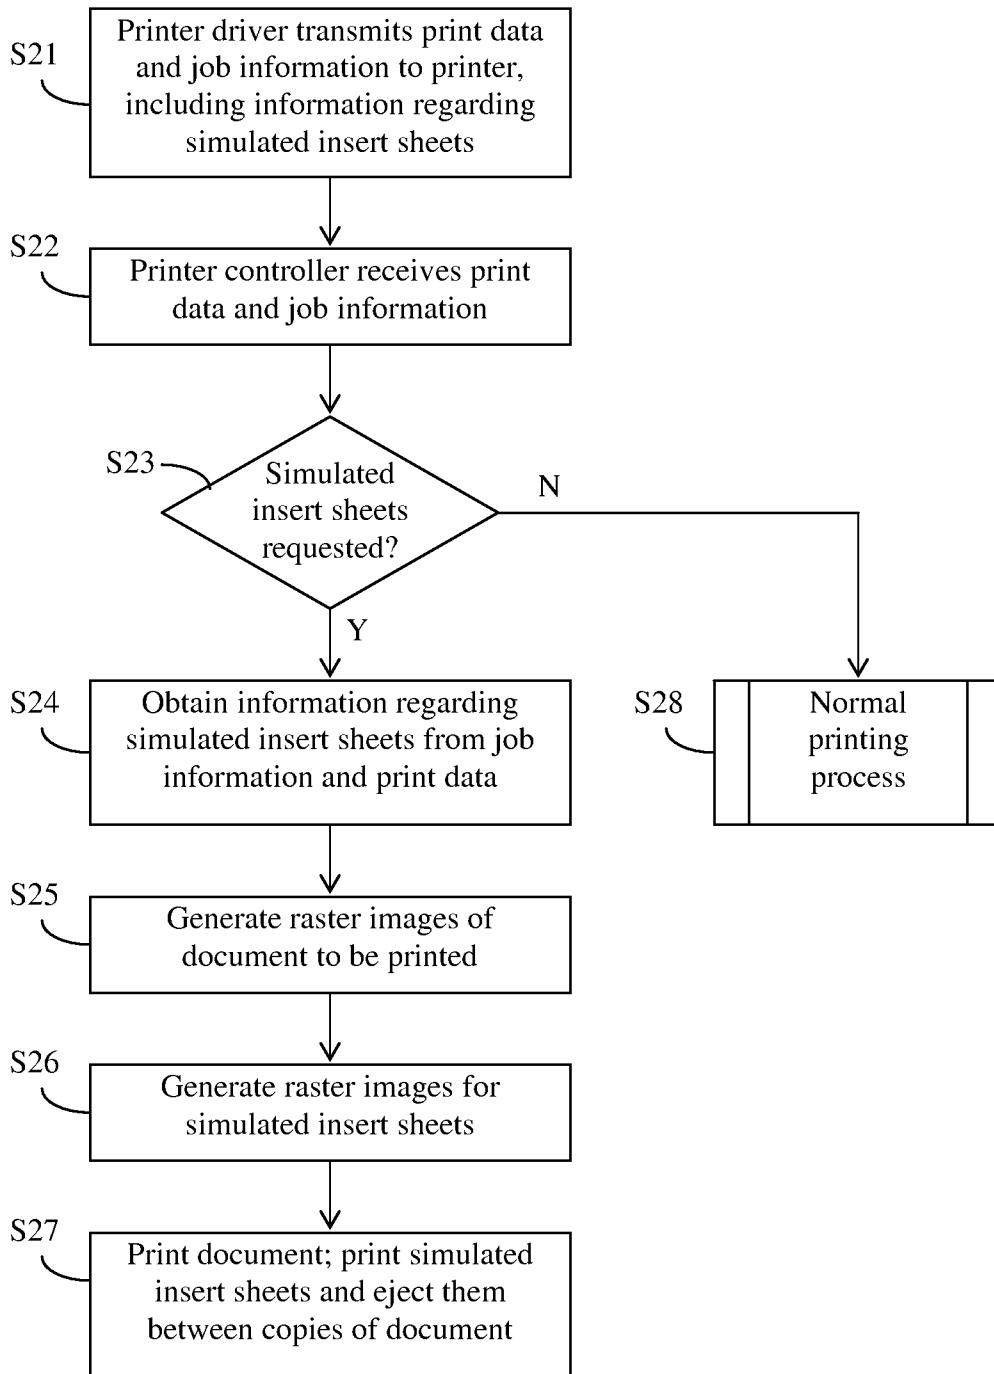 S21
Printer driver transmits print data
and job information to printer,
including information regarding
simulated insert sheets
S22
Printer controller receives print
data and job information
S23
Simulated
insert sheets
requested?
N
Y
S24
Obtain information regarding
simulated insert sheets from job
information and print data
S28
Normal
printing
process
S25
Generate raster images of
document to be printed
S26
Generate raster images for
simulated insert sheets
S27
Print document; print simulated
insert sheets and eject them
between copies of document